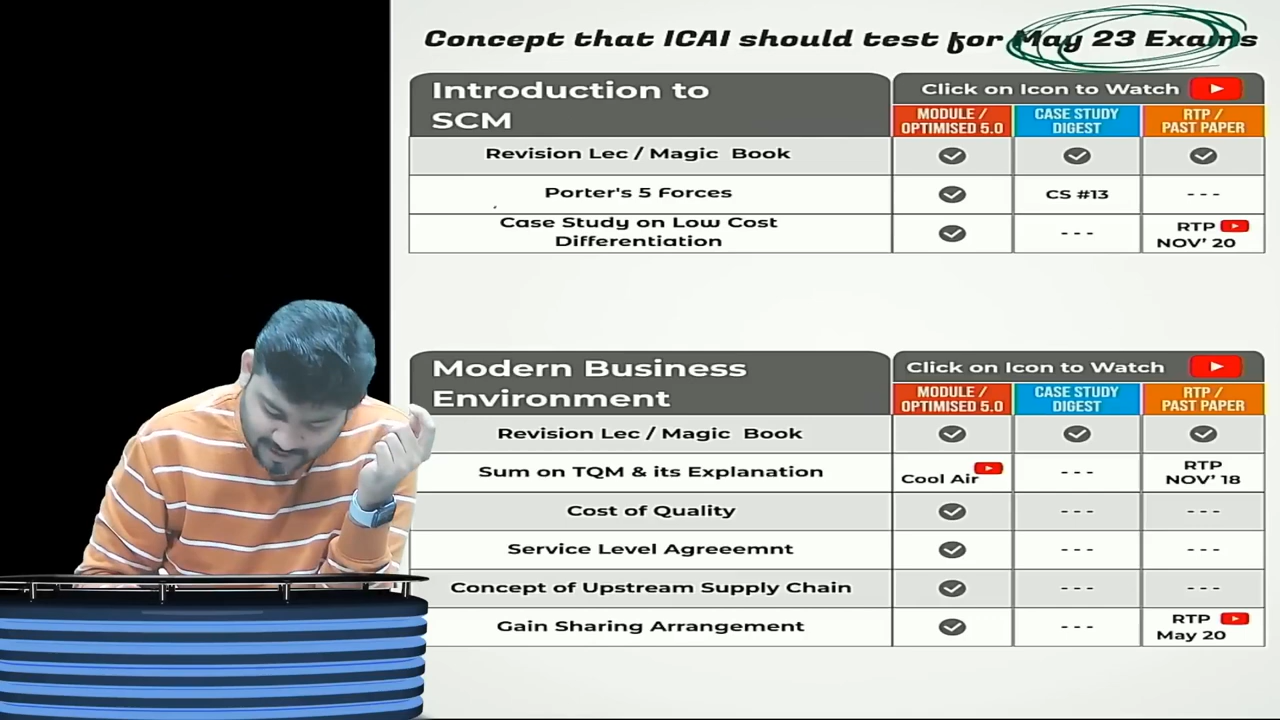 Concept that ICAI should test for May 23 Exams
Introduction to
SCM
Click on Icon to Watch
MODULE /
OPTIMISED 5.0
CASE STUDY
DIGEST
RTP /
PAST PAPER
Revision Lec / Magic Book
Porter's 5 Forces
CS #13
- - -
Case Study on Low Cost
Differentiation
- - -
RTP
NOV' 20
Modern Business
Environment
Click on Icon to Watch
MODULE /
OPTIMISED 5.0
CASE STUDY
DIGEST
RTP /
PAST PAPER
Revision Lec / Magic Book
Sum on TQM & its Explanation
Cool Air
- - -
RTP
NOV' 18
Cost of Quality
- - -
- - -
Service Level Agreeemnt
- - -
- - -
Concept of Upstream Supply Chain
- - -
- - -
Gain Sharing Arrangement
- - -
RTP
May 20